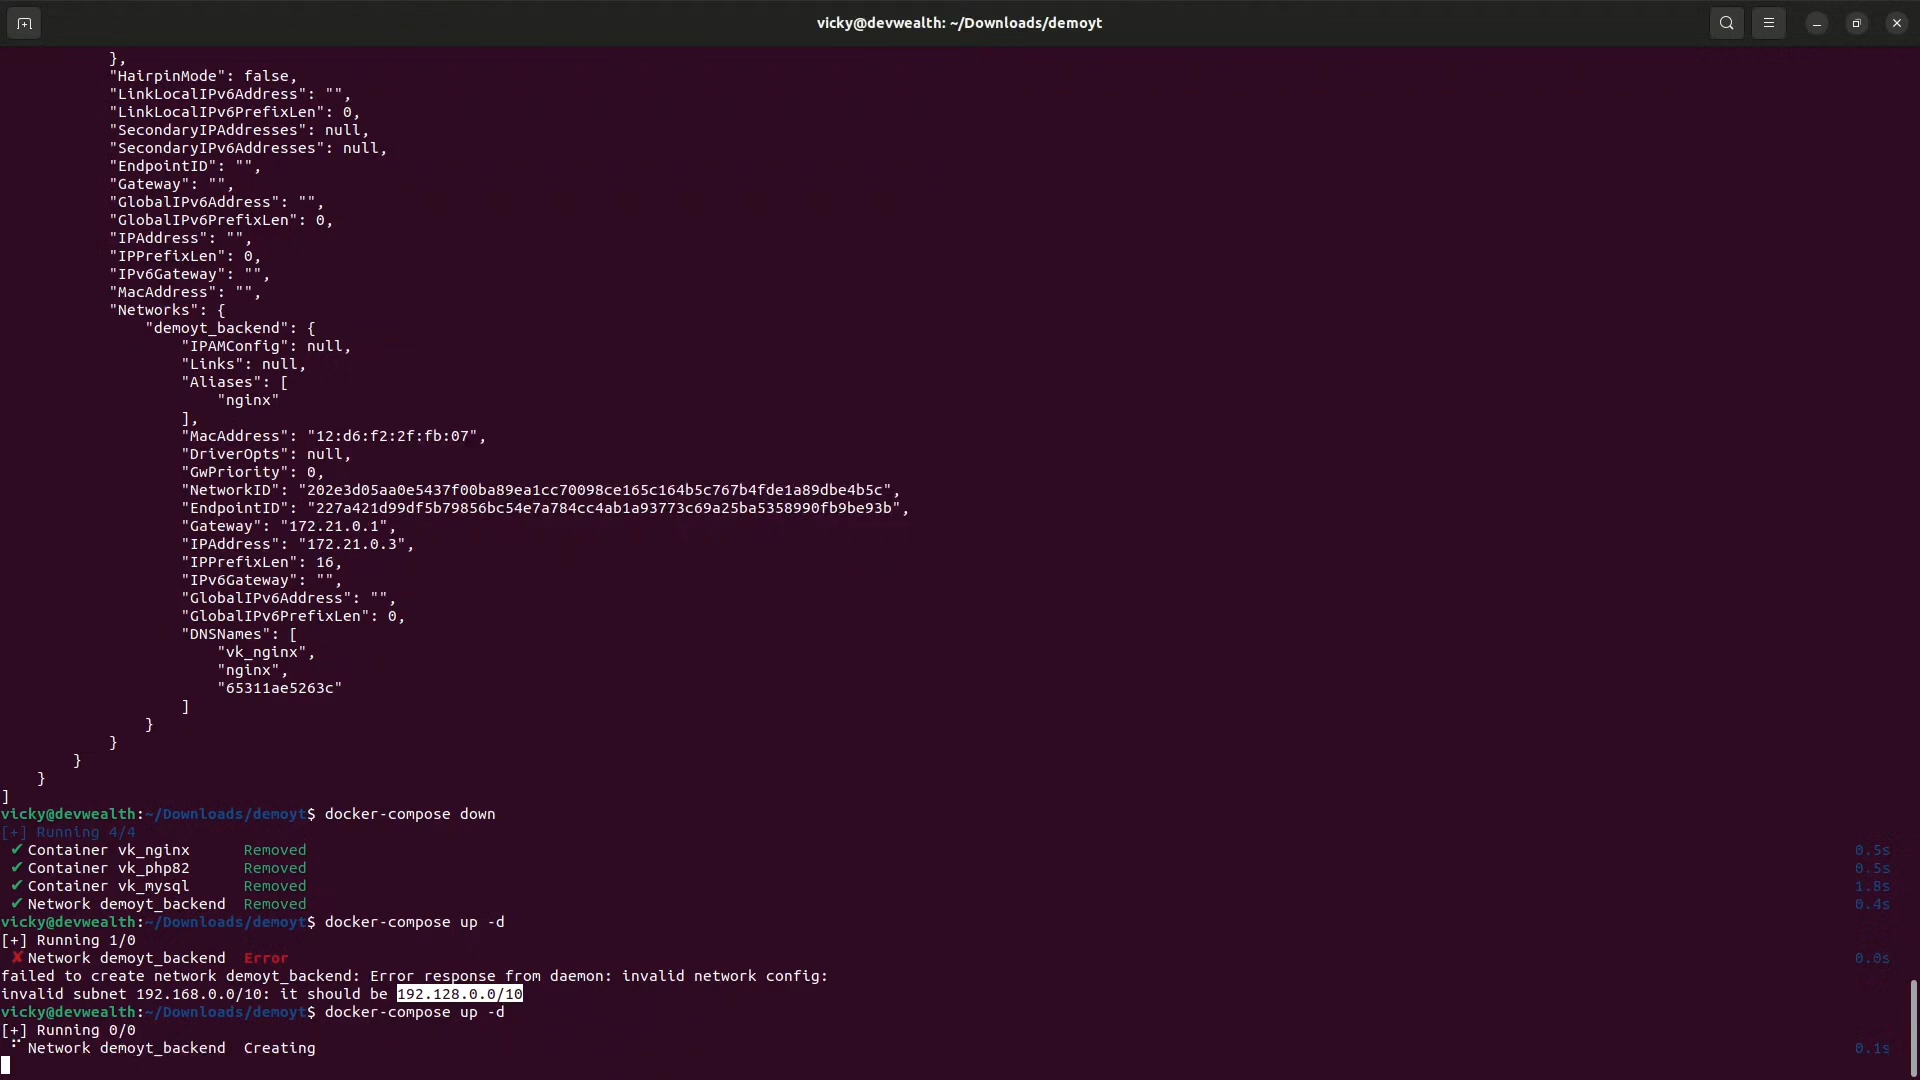 vicky@devwealth: ~/Downloads/demoyt
},
"HairpinMode": false,
"LinkLocalIPv6Address": "",
"LinkLocalIPv6PrefixLen": 0,
"SecondaryIPAddresses": null,
"SecondaryIPv6Addresses": null,
"EndpointID": "",
"Gateway": "",
"GlobalIPv6Address": "",
"GlobalIPv6PrefixLen": 0,
"IPAddress": "",
"IPPrefixLen": 0,
"IPv6Gateway": "",
"MacAddress": "",
"Networks": {
"demoyt_backend": {
"IPAMConfig": null,
"Links": null,
"Aliases": [
"nginx"
],
"MacAddress": "12:d6:f2:2f:fb:07",
"DriverOpts": null,
"GwPriority": 0,
"NetworkID": "202e3d05aa0e5437f00ba89ea1cc70098ce165c164b5c767b4fde1a89dbe4b5c",
"EndpointID": "227a421d99df5b79856bc54e7a784cc4ab1a93773c69a25ba5358990fb9be93b",
"Gateway": "172.21.0.1",
"IPAddress": "172.21.0.3",
"IPPrefixLen": 16,
"IPv6Gateway": "",
"GlobalIPv6Address": "",
"GlobalIPv6PrefixLen": 0,
"DNSNames": [
"vk_nginx",
"nginx",
"65311ae5263c"
]
}
}
}
}
]
vicky@devwealth:~/Downloads/demoyt$ docker-compose down
[+] Running 4/4
✔ Container vk_nginx Removed 0.5s
✔ Container vk_php82 Removed 0.5s
✔ Container vk_mysql Removed 1.8s
✔ Network demoyt_backend Removed 0.4s
vicky@devwealth:~/Downloads/demoyt$ docker-compose up -d
[+] Running 1/0
✘ Network demoyt_backend Error 0.0s
failed to create network demoyt_backend: Error response from daemon: invalid network config:
invalid subnet 192.168.0.0/10: it should be 192.128.0.0/10
vicky@devwealth:~/Downloads/demoyt$ docker-compose up -d
[+] Running 0/0
⠋ Network demoyt_backend Creating 0.1s